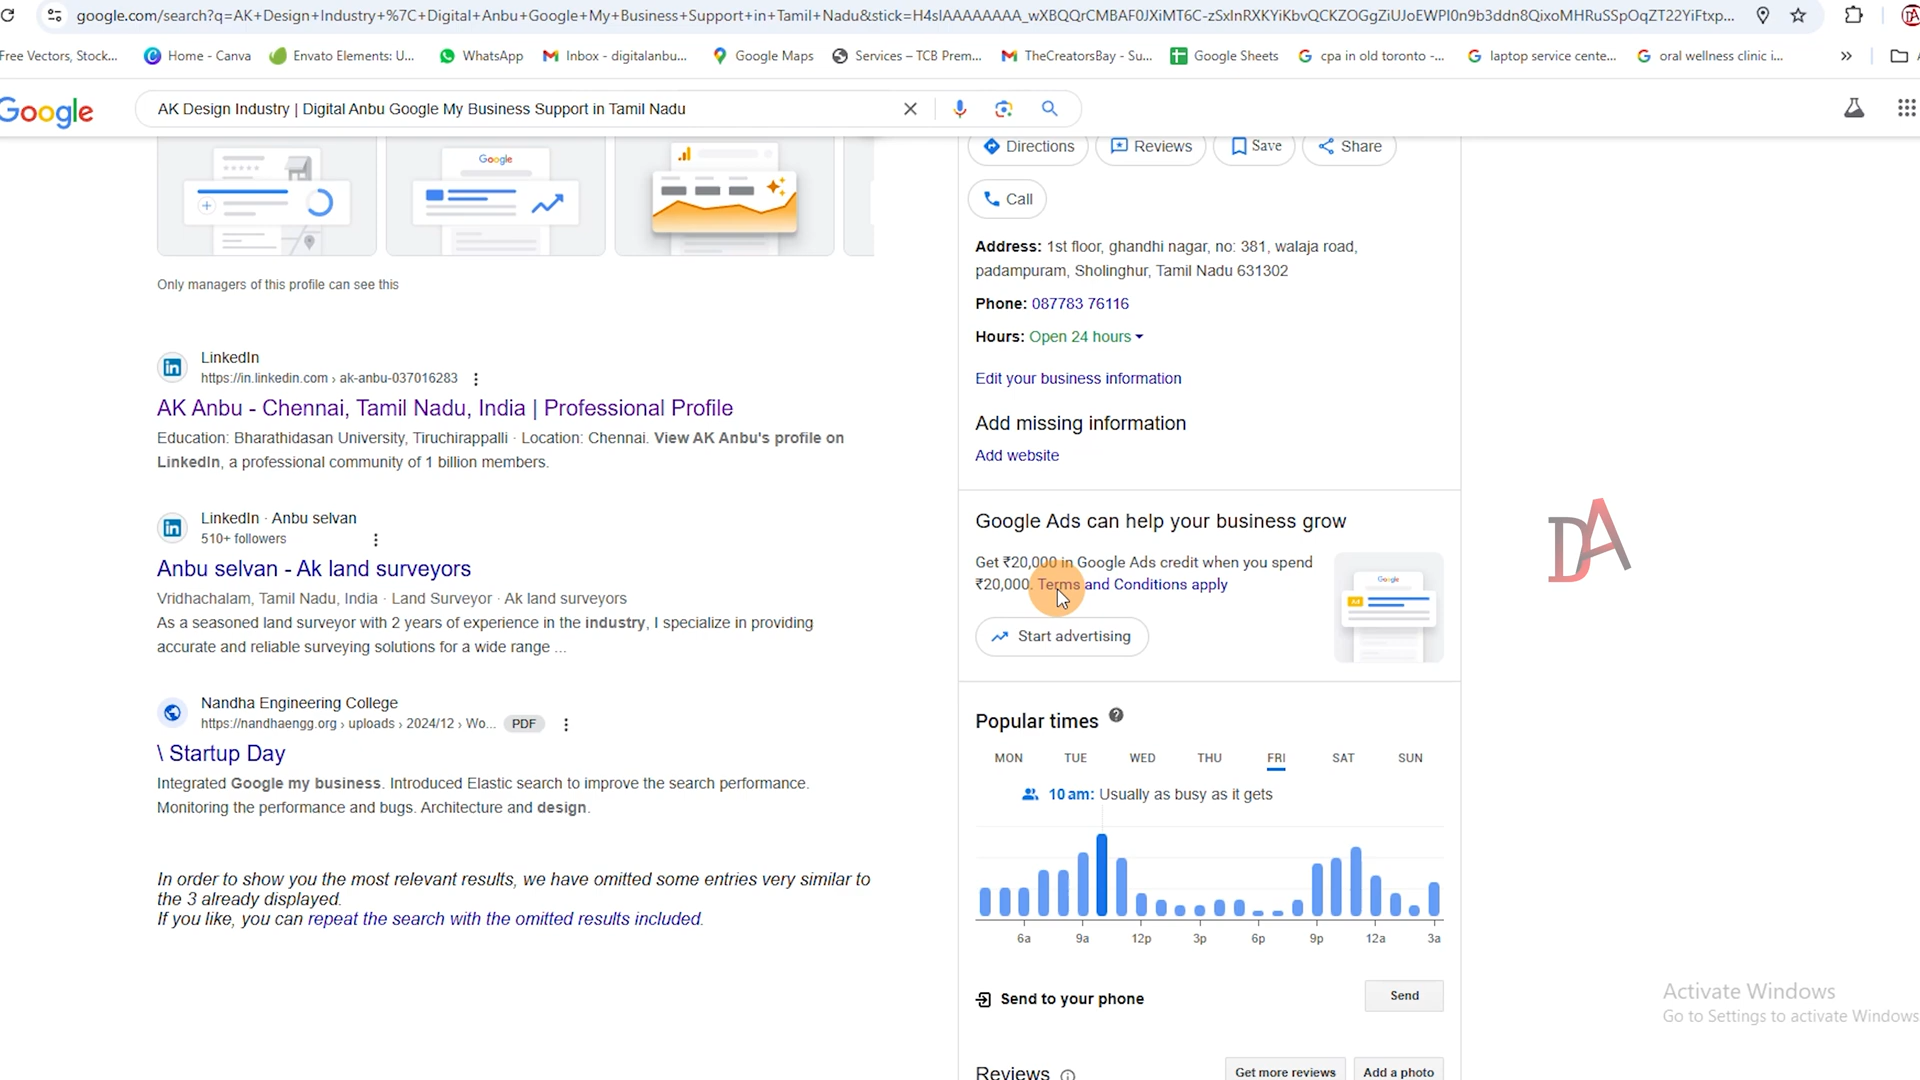 google.com/search?q=AK+Design+Industry+%7C+Digital+Anbu+Google+My+Business+Support+in+Tamil+Nadu&stick=H4sIAAAAAAAA_wXBQQrCMBAF0JXiMT6C-zSxInRXKYiKbvQCKZOGgZiUJoEWPI0n9b3ddn8QixoMHRuSSpOqZT22YiFtxp...
Free Vectors, Stock...
Home - Canva
Envato Elements: U...
WhatsApp
Inbox - digitalanbu...
Google Maps
Services – TCB Prem...
TheCreatorsBay - Su...
Google Sheets
cpa in old toronto -...
laptop service cente...
oral wellness clinic i...
»
Google
AK Design Industry | Digital Anbu Google My Business Support in Tamil Nadu
Google
Only managers of this profile can see this
LinkedIn
https://in.linkedin.com › ak-anbu-037016283
AK Anbu - Chennai, Tamil Nadu, India | Professional Profile
Education: Bharathidasan University, Tiruchirappalli · Location: Chennai. View AK Anbu's profile on
LinkedIn, a professional community of 1 billion members.
LinkedIn · Anbu selvan
510+ followers
Anbu selvan - Ak land surveyors
Vridhachalam, Tamil Nadu, India · Land Surveyor · Ak land surveyors
As a seasoned land surveyor with 2 years of experience in the industry, I specialize in providing
accurate and reliable surveying solutions for a wide range ...
Nandha Engineering College
https://nandhaengg.org › uploads › 2024/12 › Wo... PDF
\ Startup Day
Integrated Google my business. Introduced Elastic search to improve the search performance.
Monitoring the performance and bugs. Architecture and design.
In order to show you the most relevant results, we have omitted some entries very similar to
the 3 already displayed.
If you like, you can repeat the search with the omitted results included.
Directions
Reviews
Save
Share
Call
Address: 1st floor, ghandhi nagar, no: 381, walaja road,
padampuram, Sholinghur, Tamil Nadu 631302
Phone: 087783 76116
Hours: Open 24 hours
Edit your business information
Add missing information
Add website
Google Ads can help your business grow
Get ₹20,000 in Google Ads credit when you spend
₹20,000. Terms and Conditions apply
Google
Ad
Start advertising
Popular times
MON TUE WED THU FRI SAT SUN
10 am: Usually as busy as it gets
6a 9a 12p 3p 6p 9p 12a 3a
Send to your phone
Send
Reviews
Get more reviews
Add a photo
DA
Activate Windows
Go to Settings to activate Windows